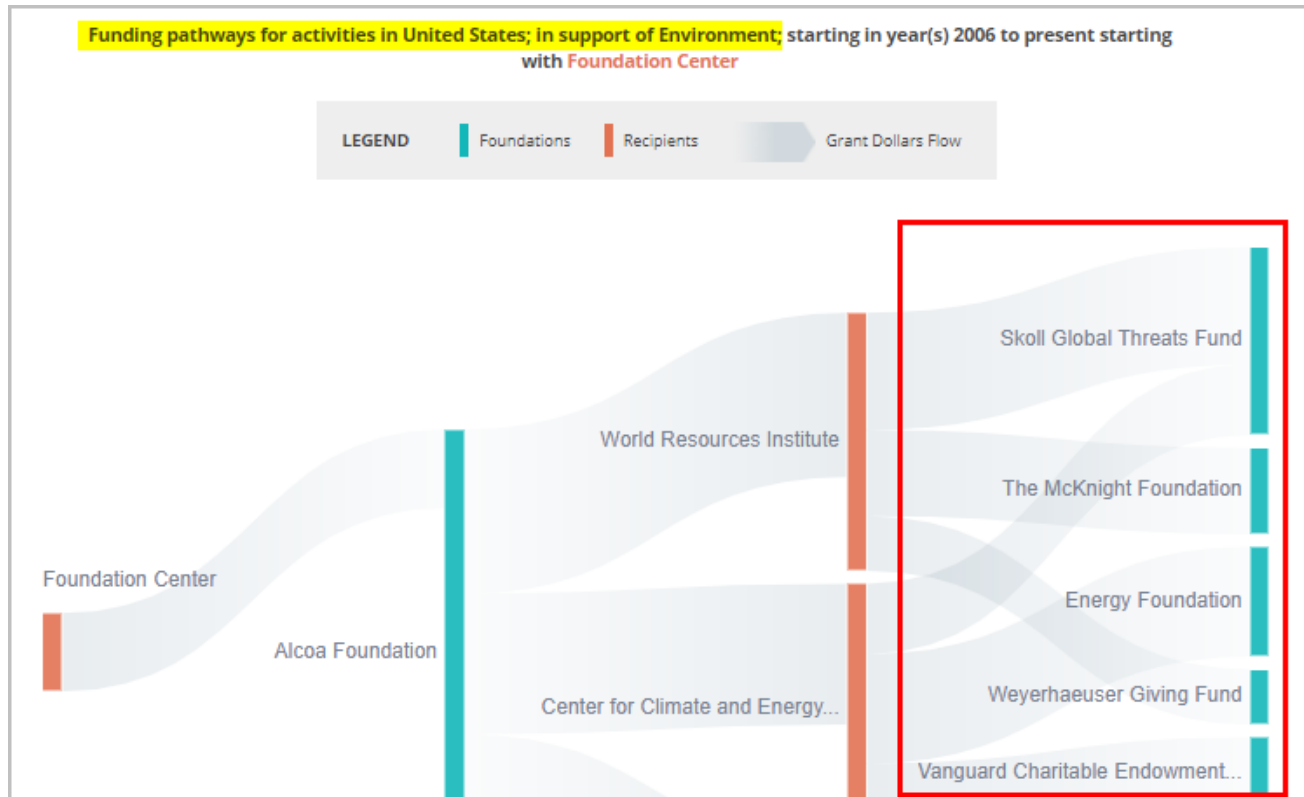 Funding pathways for activities in United States; in support of Environment; starting in year(s) 2006 to present starting
with Foundation Center
LEGEND Foundations Recipients Grant Dollars Flow
Skoll Global Threats Fund
World Resources Institute
The McKnight Foundation
Foundation Center
Energy Foundation
Alcoa Foundation
Weyerhaeuser Giving Fund
Center for Climate and Energy...
Vanguard Charitable Endowment...